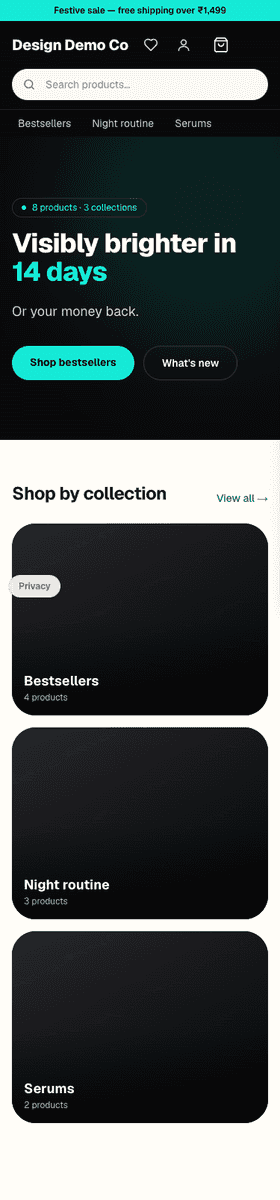 Festive sale — free shipping over ₹1,499
Design Demo Co
Search products...
Bestsellers Night routine Serums
8 products · 3 collections
Visibly brighter in
14 days
Or your money back.
Shop bestsellers What's new
Shop by collection View all →
Privacy
Bestsellers
4 products
Night routine
3 products
Serums
2 products